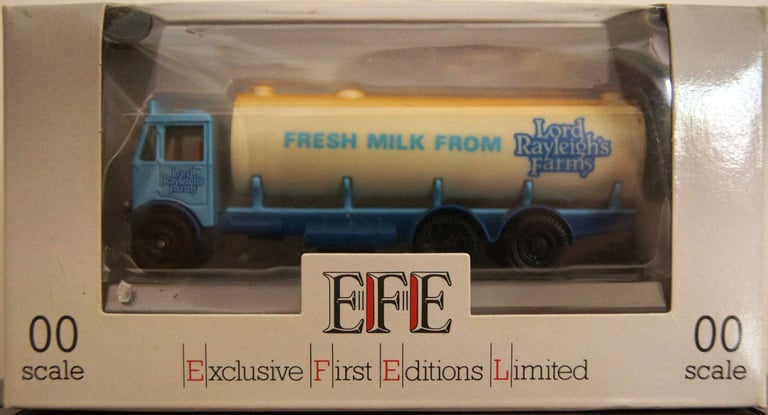 FRESH MILK FROM
Lord
Rayleigh's
Farms
Lord
Rayleigh's
Farms
EFE
00
scale
Exclusive First Editions Limited
00
scale